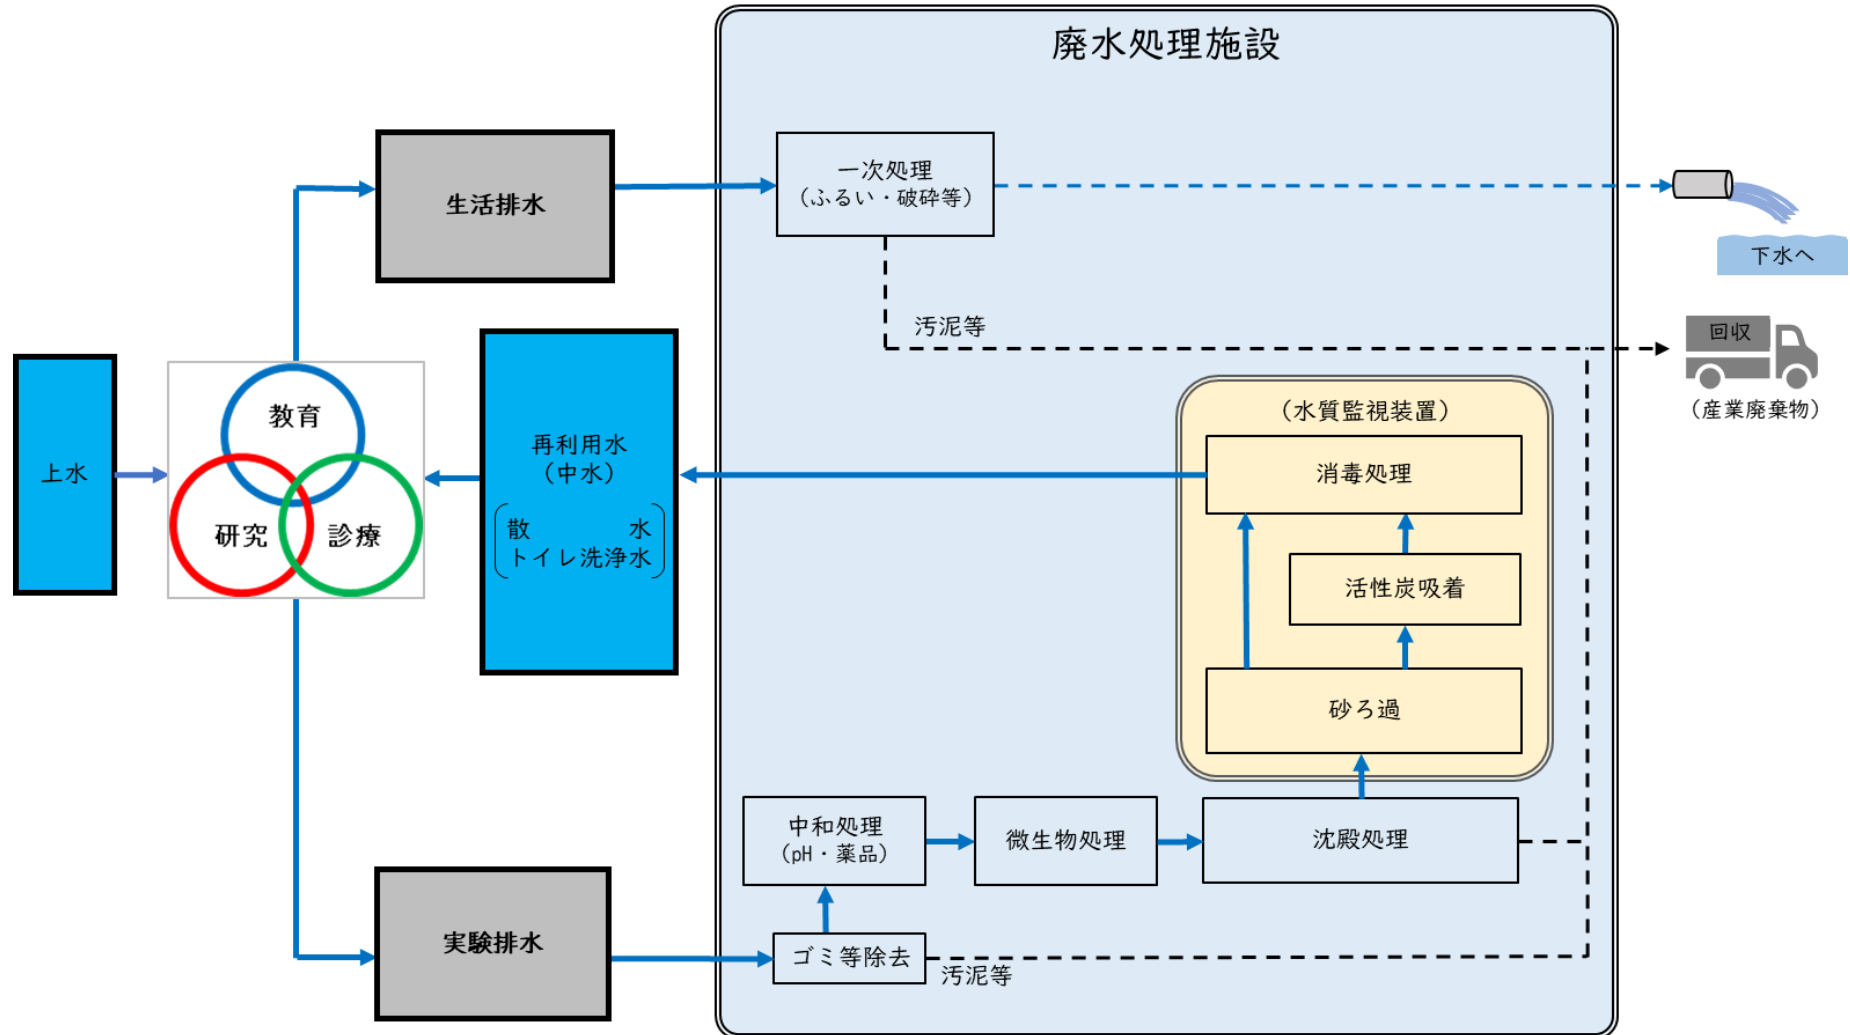 廃水処理施設
一次処理
(ふるい・破砕等)
生活排水
下水へ
汚泥等
回収
(産業廃棄物)
(水質監視装置)
教育
研究
診療
上水
再利用水
(中水)
散　　　　水
トイレ洗浄水
消毒処理
活性炭吸着
砂ろ過
中和処理
(pH・薬品)
微生物処理
沈殿処理
実験排水
ゴミ等除去
汚泥等